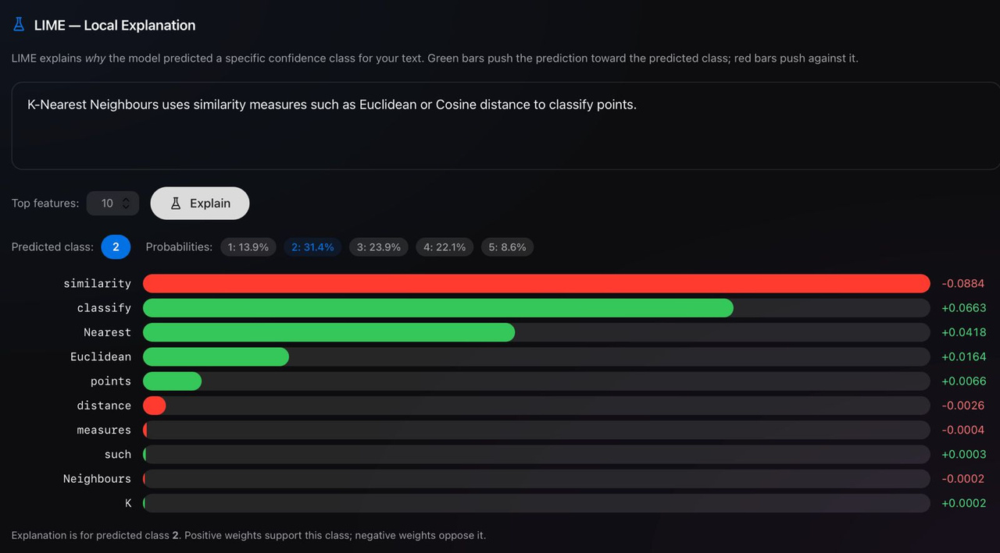 LIME — Local Explanation
LIME explains why the model predicted a specific confidence class for your text. Green bars push the prediction toward the predicted class; red bars push against it.
K-Nearest Neighbours uses similarity measures such as Euclidean or Cosine distance to classify points.
Top features: 10 Explain
Predicted class: 2 Probabilities: 1: 13.9% 2: 31.4% 3: 23.9% 4: 22.1% 5: 8.6%
similarity -0.0884
classify +0.0663
Nearest +0.0418
Euclidean +0.0164
points +0.0066
distance -0.0026
measures -0.0004
such +0.0003
Neighbours -0.0002
K +0.0002
Explanation is for predicted class 2. Positive weights support this class; negative weights oppose it.